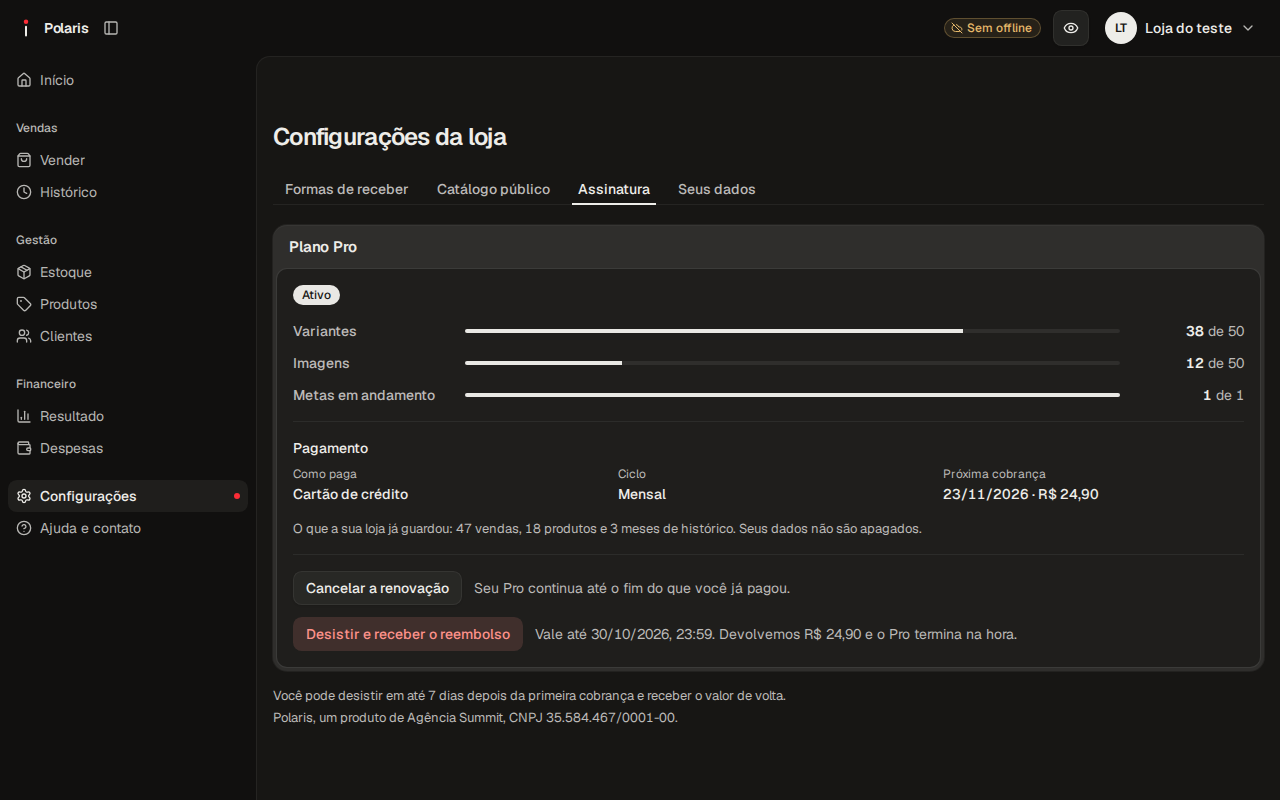 Polaris
Sem offline
LT
Loja do teste
Início
Vendas
Vender
Histórico
Gestão
Estoque
Produtos
Clientes
Financeiro
Resultado
Despesas
Configurações
Ajuda e contato
Configurações da loja
Formas de receber
Catálogo público
Assinatura
Seus dados
Plano Pro
Ativo
Variantes
38 de 50
Imagens
12 de 50
Metas em andamento
1 de 1
Pagamento
Como paga
Cartão de crédito
Ciclo
Mensal
Próxima cobrança
23/11/2026 · R$ 24,90
O que a sua loja já guardou: 47 vendas, 18 produtos e 3 meses de histórico. Seus dados não são apagados.
Cancelar a renovação
Seu Pro continua até o fim do que você já pagou.
Desistir e receber o reembolso
Vale até 30/10/2026, 23:59. Devolvemos R$ 24,90 e o Pro termina na hora.
Você pode desistir em até 7 dias depois da primeira cobrança e receber o valor de volta.
Polaris, um produto de Agência Summit, CNPJ 35.584.467/0001-00.